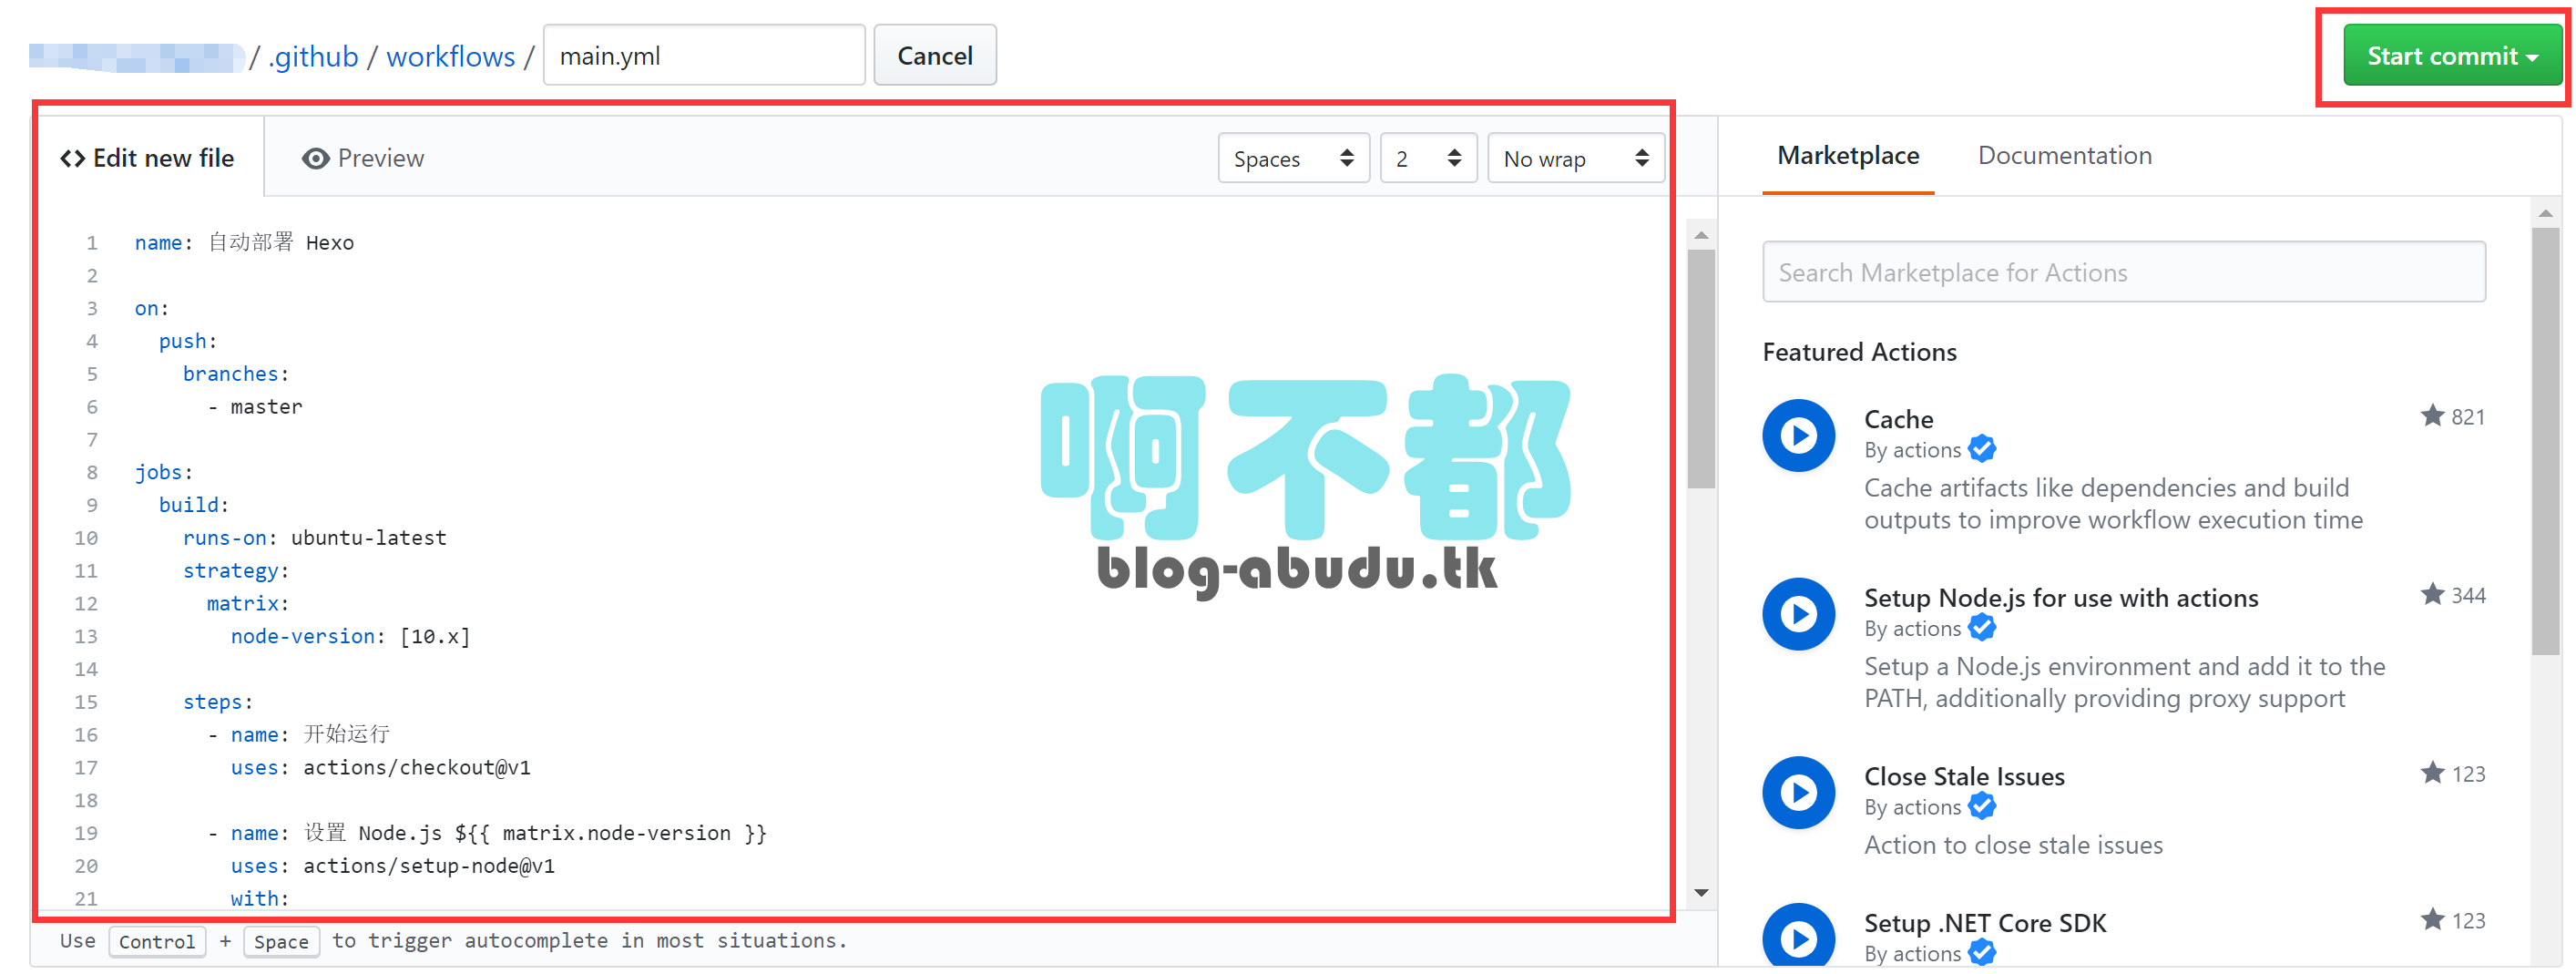 / .github / workflows / main.yml Cancel Start commit
Edit new file Preview Spaces 2 No wrap
1 name: 自动部署 Hexo
2
3 on:
4 push:
5 branches:
6 - master
7
8 jobs:
9 build:
10 runs-on: ubuntu-latest
11 strategy:
12 matrix:
13 node-version: [10.x]
14
15 steps:
16 - name: 开始运行
17 uses: actions/checkout@v1
18
19 - name: 设置 Node.js ${{ matrix.node-version }}
20 uses: actions/setup-node@v1
21 with:
啊不都
blog-abudu.tk
Use Control + Space to trigger autocomplete in most situations.
Marketplace Documentation
Search Marketplace for Actions
Featured Actions
Cache 821
By actions
Cache artifacts like dependencies and build
outputs to improve workflow execution time
Setup Node.js for use with actions 344
By actions
Setup a Node.js environment and add it to the
PATH, additionally providing proxy support
Close Stale Issues 123
By actions
Action to close stale issues
Setup .NET Core SDK 123
By actions